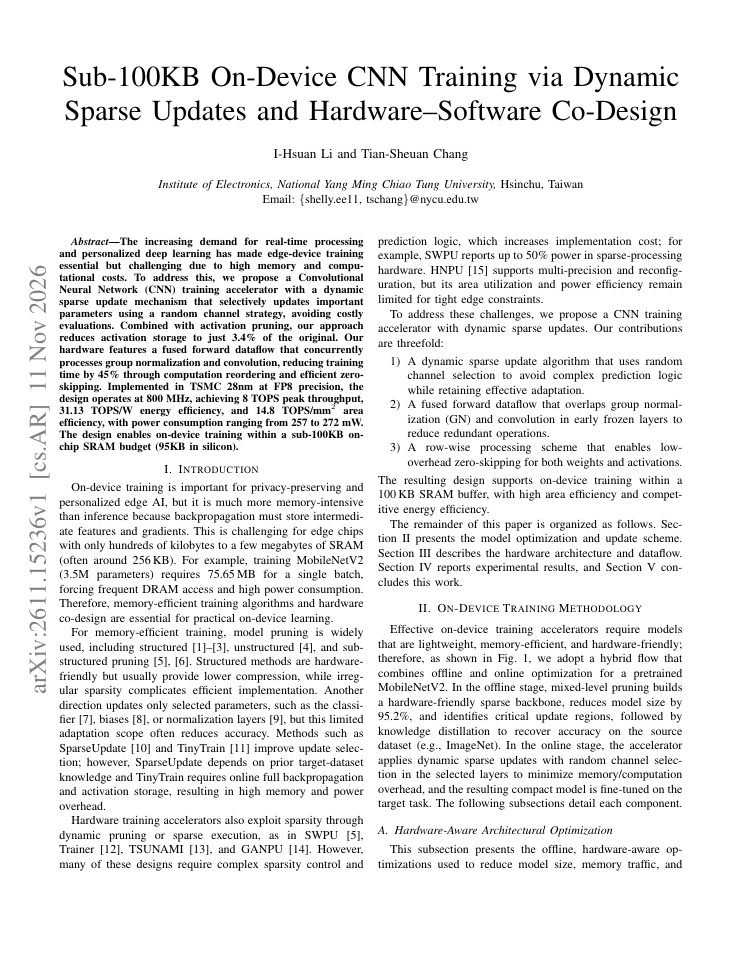 Sub-100KB On-Device CNN Training via Dynamic
Sparse Updates and Hardware–Software Co-Design
I-Hsuan Li and Tian-Sheuan Chang
Institute of Electronics, National Yang Ming Chiao Tung University, Hsinchu, Taiwan
Email: {shelly.ee11, tschang}@nycu.edu.tw
arXiv:2611.15236v1 [cs.AR] 11 Nov 2026
Abstract—The increasing demand for real-time processing
and personalized deep learning has made edge-device training
essential but challenging due to high memory and compu-
tational costs. To address this, we propose a Convolutional
Neural Network (CNN) training accelerator with a dynamic
sparse update mechanism that selectively updates important
parameters using a random channel strategy, avoiding costly
evaluations. Combined with activation pruning, our approach
reduces activation storage to just 3.4% of the original. Our
hardware features a fused forward dataflow that concurrently
processes group normalization and convolution, reducing training
time by 45% through computation reordering and efficient zero-
skipping. Implemented in TSMC 28nm at FP8 precision, the
design operates at 800 MHz, achieving 8 TOPS peak throughput,
31.13 TOPS/W energy efficiency, and 14.8 TOPS/mm² area
efficiency, with power consumption ranging from 257 to 272 mW.
The design enables on-device training within a sub-100KB on-
chip SRAM budget (95KB in silicon).
I. INTRODUCTION
On-device training is important for privacy-preserving and
personalized edge AI, but it is much more memory-intensive
than inference because backpropagation must store intermedi-
ate features and gradients. This is challenging for edge chips
with only hundreds of kilobytes to a few megabytes of SRAM
(often around 256 KB). For example, training MobileNetV2
(3.5M parameters) requires 75.65 MB for a single batch,
forcing frequent DRAM access and high power consumption.
Therefore, memory-efficient training algorithms and hardware
co-design are essential for practical on-device learning.
For memory-efficient training, model pruning is widely
used, including structured [1]–[3], unstructured [4], and sub-
structured pruning [5], [6]. Structured methods are hardware-
friendly but usually provide lower compression, while irreg-
ular sparsity complicates efficient implementation. Another
direction updates only selected parameters, such as the classi-
fier [7], biases [8], or normalization layers [9], but this limited
adaptation scope often reduces accuracy. Methods such as
SparseUpdate [10] and TinyTrain [11] improve update selec-
tion; however, SparseUpdate depends on prior target-dataset
knowledge and TinyTrain requires online full backpropagation
and activation storage, resulting in high memory and power
overhead.
Hardware training accelerators also exploit sparsity through
dynamic pruning or sparse execution, as in SWPU [5],
Trainer [12], TSUNAMI [13], and GANPU [14]. However,
many of these designs require complex sparsity control and
prediction logic, which increases implementation cost; for
example, SWPU reports up to 50% power in sparse-processing
hardware. HNPU [15] supports multi-precision and reconfig-
uration, but its area utilization and power efficiency remain
limited for tight edge constraints.
To address these challenges, we propose a CNN training
accelerator with dynamic sparse updates. Our contributions
are threefold:
1) A dynamic sparse update algorithm that uses random
channel selection to avoid complex prediction logic
while retaining effective adaptation.
2) A fused forward dataflow that overlaps group normal-
ization (GN) and convolution in early frozen layers to
reduce redundant operations.
3) A row-wise processing scheme that enables low-
overhead zero-skipping for both weights and activations.
The resulting design supports on-device training within a
100 KB SRAM buffer, with high area efficiency and compet-
itive energy efficiency.
The remainder of this paper is organized as follows. Sec-
tion II presents the model optimization and update scheme.
Section III describes the hardware architecture and dataflow.
Section IV reports experimental results, and Section V con-
cludes this work.
II. ON-DEVICE TRAINING METHODOLOGY
Effective on-device training accelerators require models
that are lightweight, memory-efficient, and hardware-friendly;
therefore, as shown in Fig. 1, we adopt a hybrid flow that
combines offline and online optimization for a pretrained
MobileNetV2. In the offline stage, mixed-level pruning builds
a hardware-friendly sparse backbone, reduces model size by
95.2%, and identifies critical update regions, followed by
knowledge distillation to recover accuracy on the source
dataset (e.g., ImageNet). In the online stage, the accelerator
applies dynamic sparse updates with random channel selec-
tion in the selected layers to minimize memory/computation
overhead, and the resulting compact model is fine-tuned on the
target task. The following subsections detail each component.
A. Hardware-Aware Architectural Optimization
This subsection presents the offline, hardware-aware op-
timizations used to reduce model size, memory traffic, and